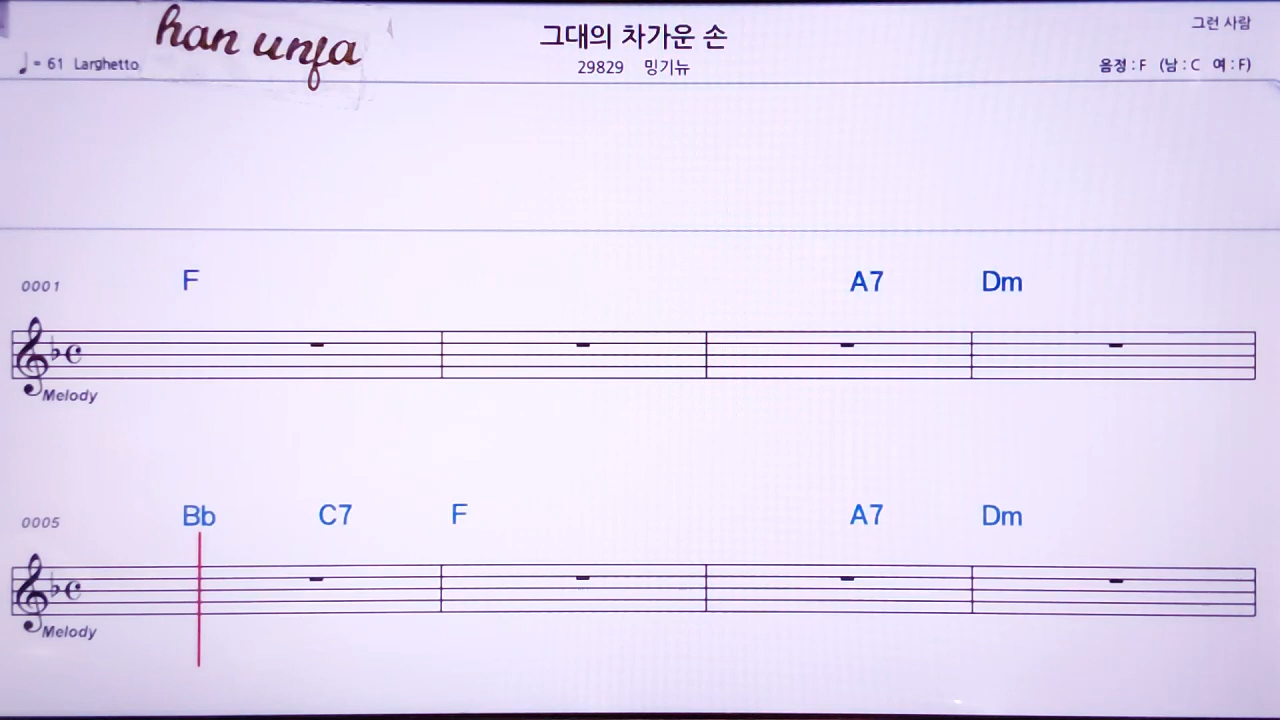 han unfa
그대의 차가운 손
그런 사람
♩= 61 Larghetto
29829 밍기뉴
음정 : F (남 : C 여 : F)
0001 F A7 Dm
Melody
0005 Bb C7 F A7 Dm
Melody